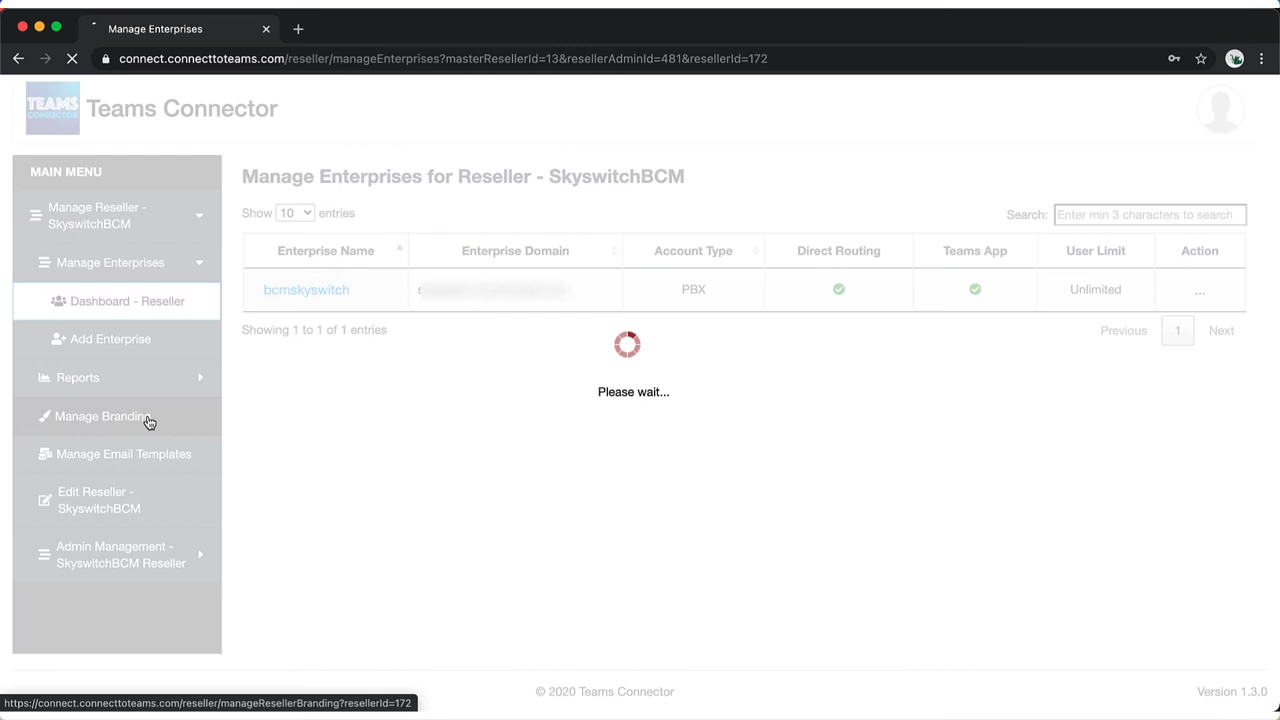 Manage Enterprises
connect.connecttoteams.com/reseller/manageEnterprises?masterResellerId=13&resellerAdminId=481&resellerId=172
TEAMS
CONNECTOR
Teams Connector
MAIN MENU
Manage Reseller -
SkyswitchBCM
Manage Enterprises
Dashboard - Reseller
Add Enterprise
Reports
Manage Branding
Manage Email Templates
Edit Reseller -
SkyswitchBCM
Admin Management -
SkyswitchBCM Reseller
Manage Enterprises for Reseller - SkyswitchBCM
Show 10 entries
Search: Enter min 3 characters to search
Enterprise Name Enterprise Domain Account Type Direct Routing Teams App User Limit Action
bcmskyswitch PBX Unlimited ...
Showing 1 to 1 of 1 entries
Previous 1 Next
Please wait...
© 2020 Teams Connector
Version 1.3.0
https://connect.connecttoteams.com/reseller/manageResellerBranding?resellerId=172